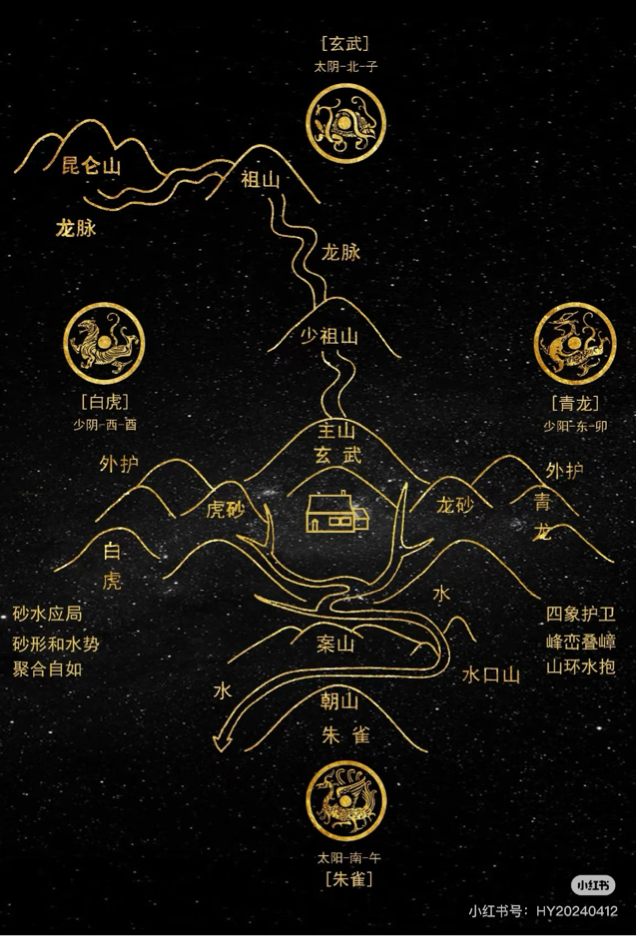 [玄武]
太阴-北-子
昆仑山
祖山
龙脉
龙脉
少祖山
[白虎]
少阴-西-酉
[青龙]
少阳-东-卯
主山
玄武
外护
外护
虎砂
龙砂
青
龙
白
虎
水
砂水应局
砂形和水势
聚合自如
四象护卫
峰峦叠嶂
山环水抱
案山
水口山
水
朝山
朱雀
太阳-南-午
[朱雀]
小红书
小红书号：HY20240412